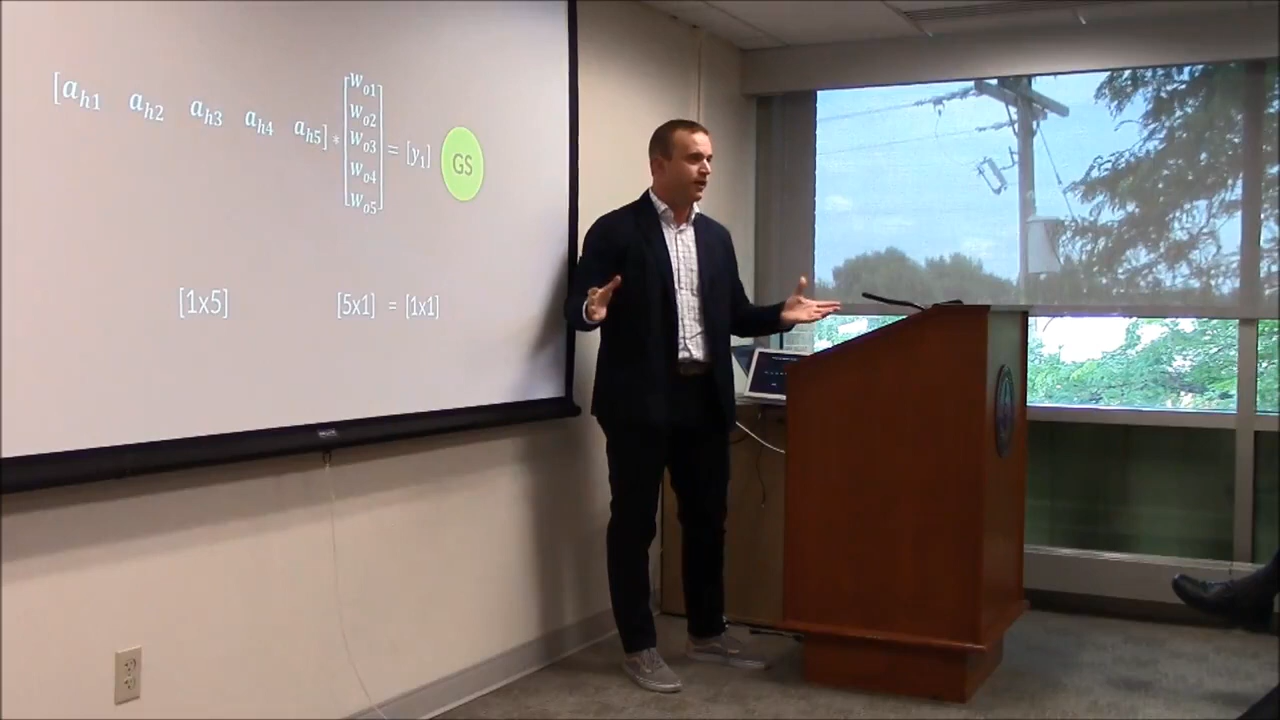 [a_h1 a_h2 a_h3 a_h4 a_h5] * [w_o1 w_o2 w_o3 w_o4 w_o5] = [y_1] GS
[1x5] [5x1] = [1x1]